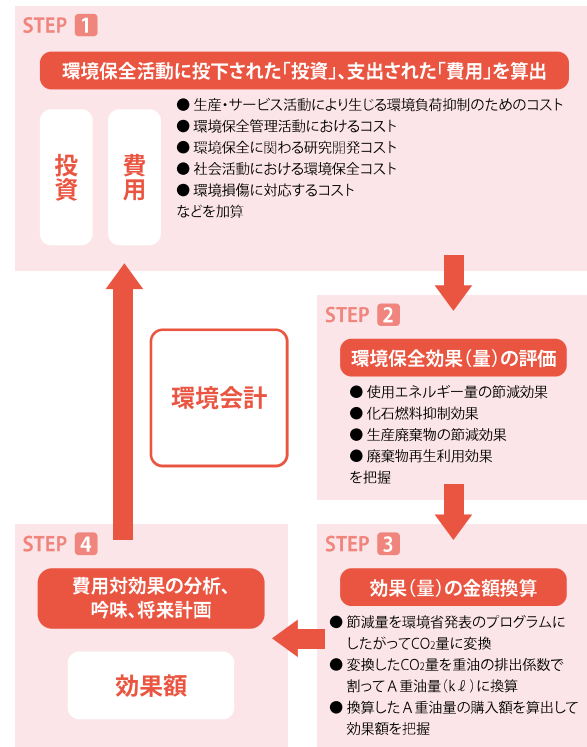 STEP 1
環境保全活動に投下された「投資」、支出された「費用」を算出
投資
費用
● 生産・サービス活動により生じる環境負荷抑制のためのコスト
● 環境保全管理活動におけるコスト
● 環境保全に関わる研究開発コスト
● 社会活動における環境保全コスト
● 環境損傷に対応するコスト
などを加算
STEP 2
環境保全効果（量）の評価
● 使用エネルギー量の節減効果
● 化石燃料抑制効果
● 生産廃棄物の節減効果
● 廃棄物再生利用効果
を把握
環境会計
STEP 3
効果（量）の金額換算
● 節減量を環境省発表のプログラムに
したがってCO₂量に変換
● 変換したCO₂量を重油の排出係数で
割ってＡ重油量（kℓ）に換算
● 換算したＡ重油量の購入額を算出して
効果額を把握
STEP 4
費用対効果の分析、
吟味、将来計画
効果額